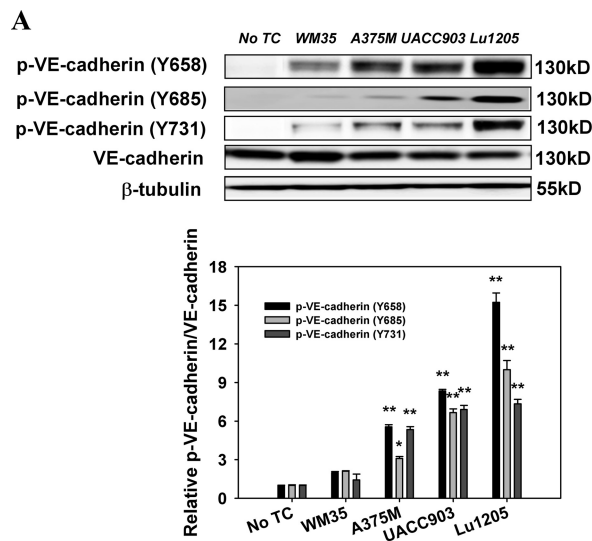 A
No TC WM35 A375M UACC903 Lu1205
p-VE-cadherin (Y658) 130kD
p-VE-cadherin (Y685) 130kD
p-VE-cadherin (Y731) 130kD
VE-cadherin 130kD
β-tubulin 55kD
Relative p-VE-cadherin/VE-cadherin
18
15
12
9
6
3
0
p-VE-cadherin (Y658)
p-VE-cadherin (Y685)
p-VE-cadherin (Y731)
** * **
** ** **
** ** **
No TC WM35 A375M UACC903 Lu1205